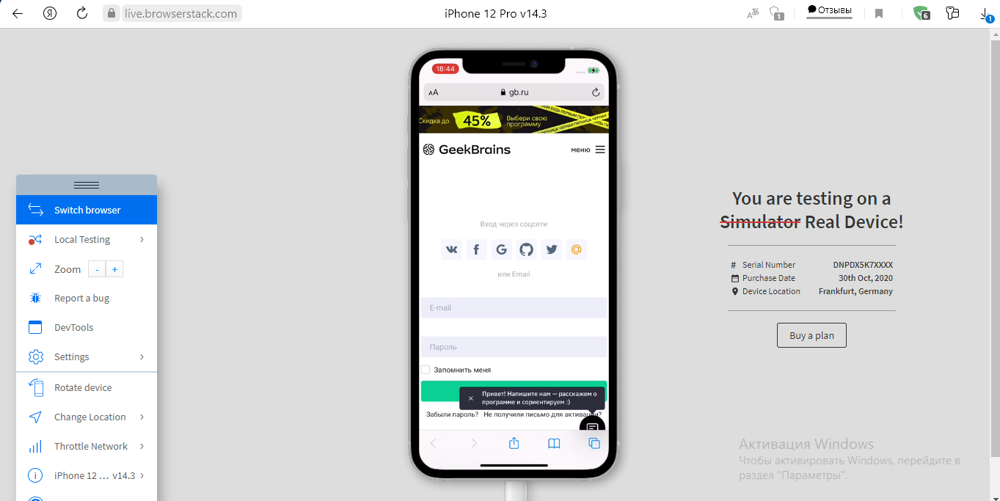 live.browserstack.com
iPhone 12 Pro v14.3
1
Отзывы
6
1
18:44
AA
gb.ru
Скидка до
45%
Выбери свою
программу
GeekBrains
меню
Вход через соцсети
или Email
E-mail
Пароль
Запомнить меня
Привет! Напишите нам — расскажем о
программе и сориентируем :)
Забыли пароль? Не получили письмо для активации?
Switch browser
Local Testing
Zoom - +
Report a bug
DevTools
Settings
Rotate device
Change Location
Throttle Network
iPhone 12 ... v14.3
You are testing on a
Simulator Real Device!
# Serial Number DNPDX5K7XXXX
Purchase Date 30th Oct, 2020
Device Location Frankfurt, Germany
Buy a plan
Активация Windows
Чтобы активировать Windows, перейдите в
раздел "Параметры".